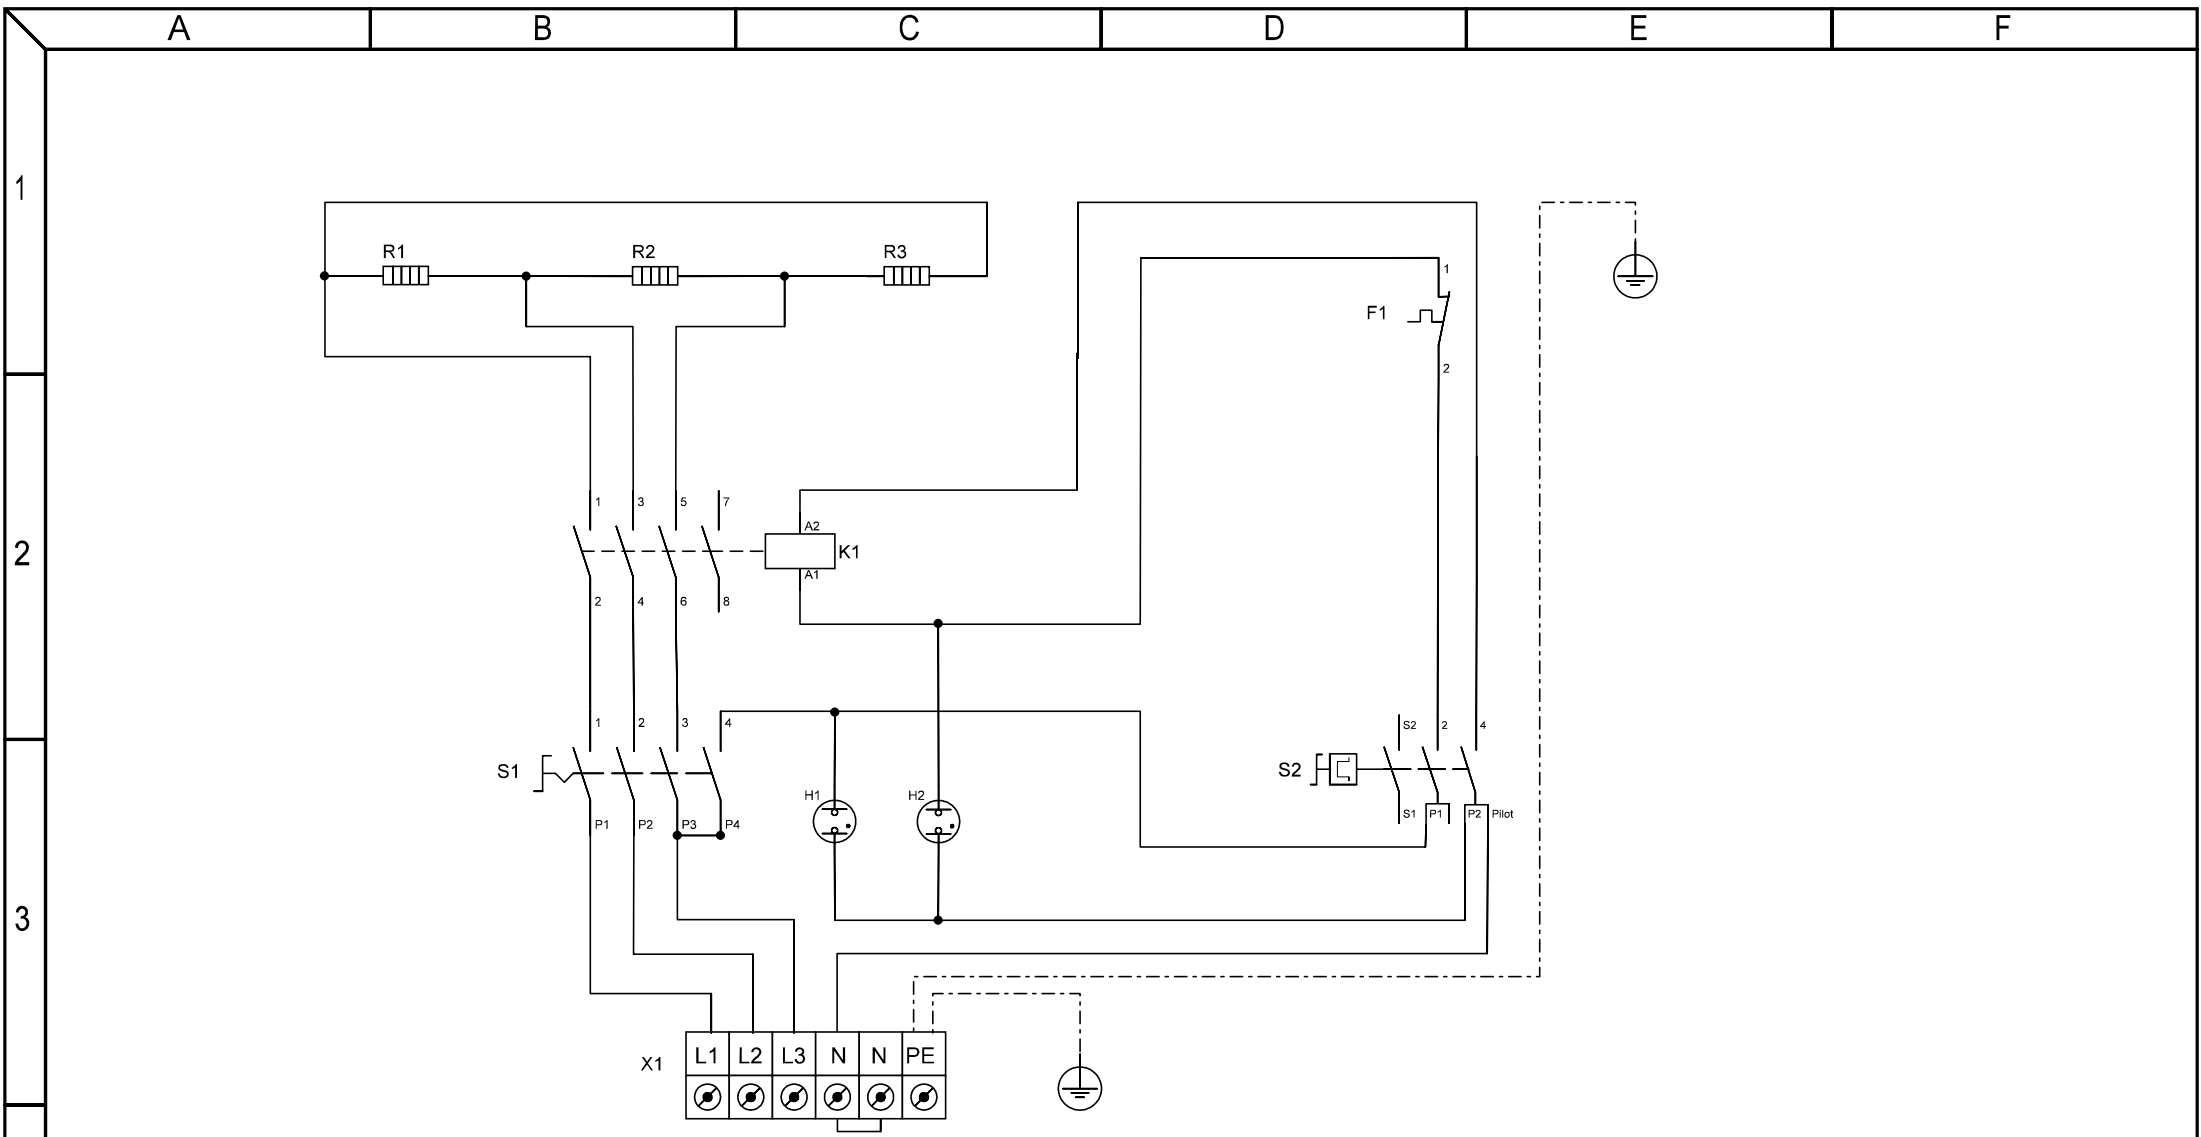 A B C D E F
1
R1 R2 R3
1
F1
2
1 3 5 7
A2
2
K1
A1
2 4 6 8
1 2 3 4
S2 2 4
S1
S2
H1 H2
P1 P2 P3 P4
S1 P1 P2 Pilot
3
X1 L1 L2 L3 N N PE